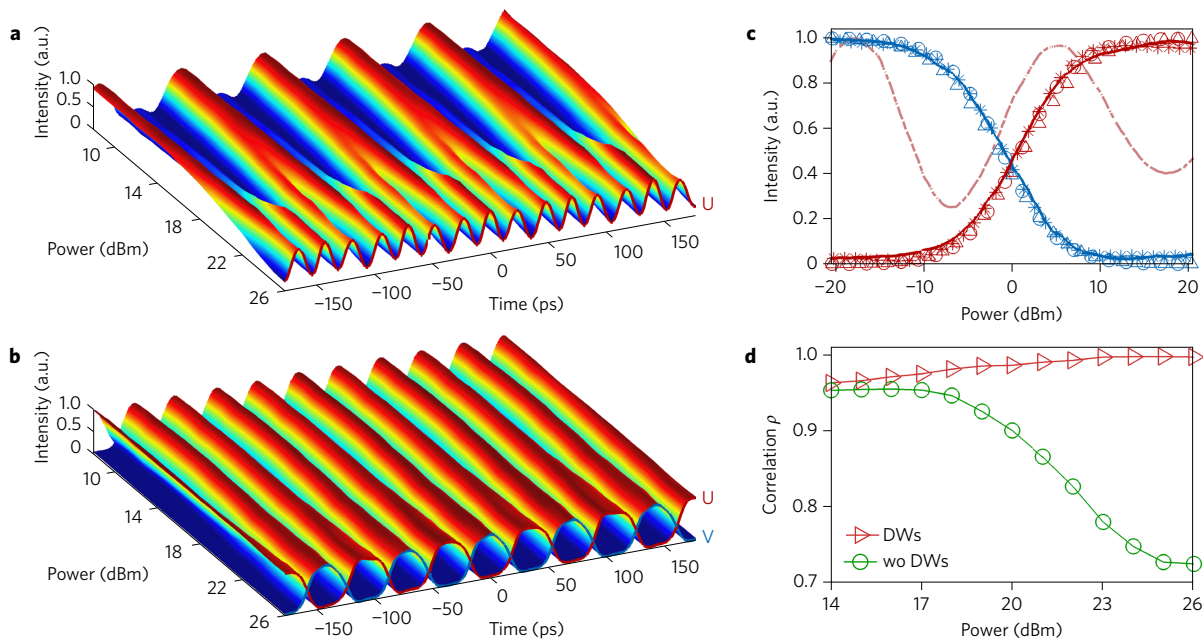 a
Intensity (a.u.)
1.0
0.5
0
10
14
18
22
26
Power (dBm)
−150
−100
−50
0
50
100
150
Time (ps)
U
b
Intensity (a.u.)
1.0
0.5
0
10
14
18
22
26
Power (dBm)
−150
−100
−50
0
50
100
150
Time (ps)
U
V
c
Intensity (a.u.)
1.0
0.8
0.6
0.4
0.2
0
−20
−10
0
10
20
Power (dBm)
d
Correlation ρ
1.0
0.9
0.8
0.7
DWs
wo DWs
14
17
20
23
26
Power (dBm)